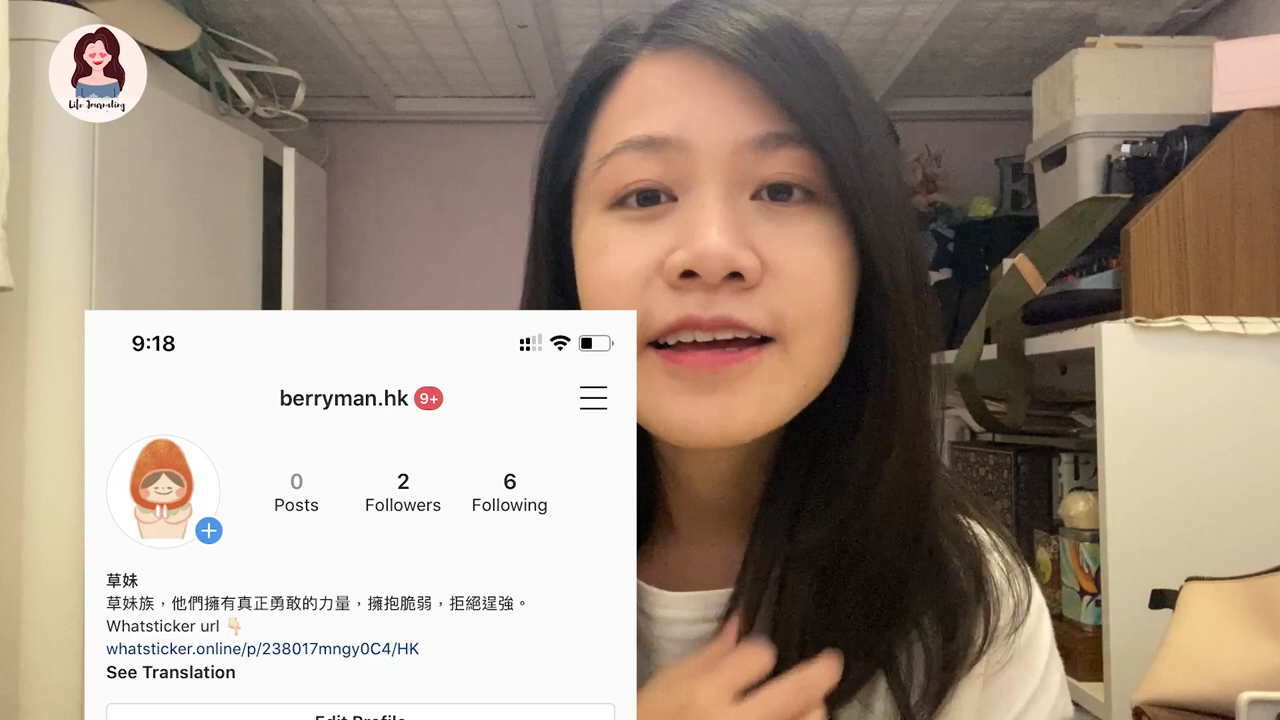 Life Journaling
9:18
berryman.hk 9+
0 2 6
Posts Followers Following
草妹
草妹族，他們擁有真正勇敢的力量，擁抱脆弱，拒絕逞強。
Whatsticker url 👇🏻
whatsticker.online/p/238017mngy0C4/HK
See Translation
Edit Profile
E